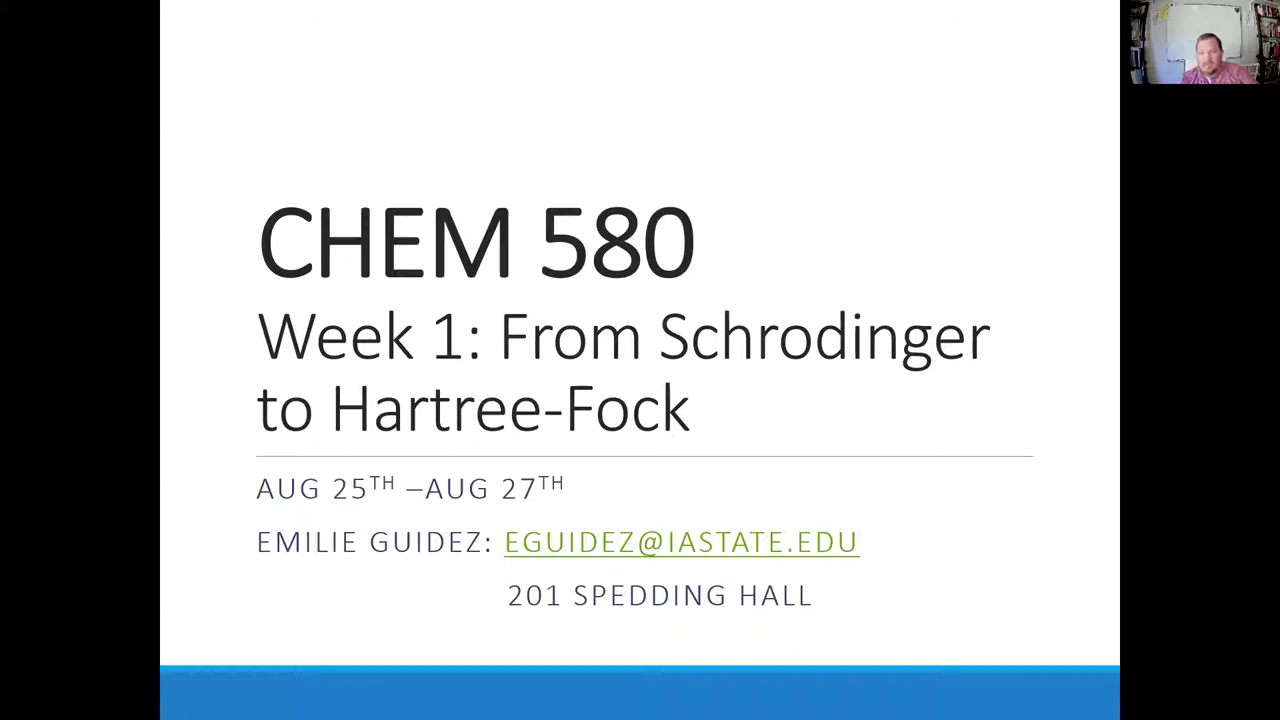 CHEM 580
Week 1: From Schrodinger
to Hartree-Fock
AUG 25TH –AUG 27TH
EMILIE GUIDEZ: EGUIDEZ@IASTATE.EDU
201 SPEDDING HALL